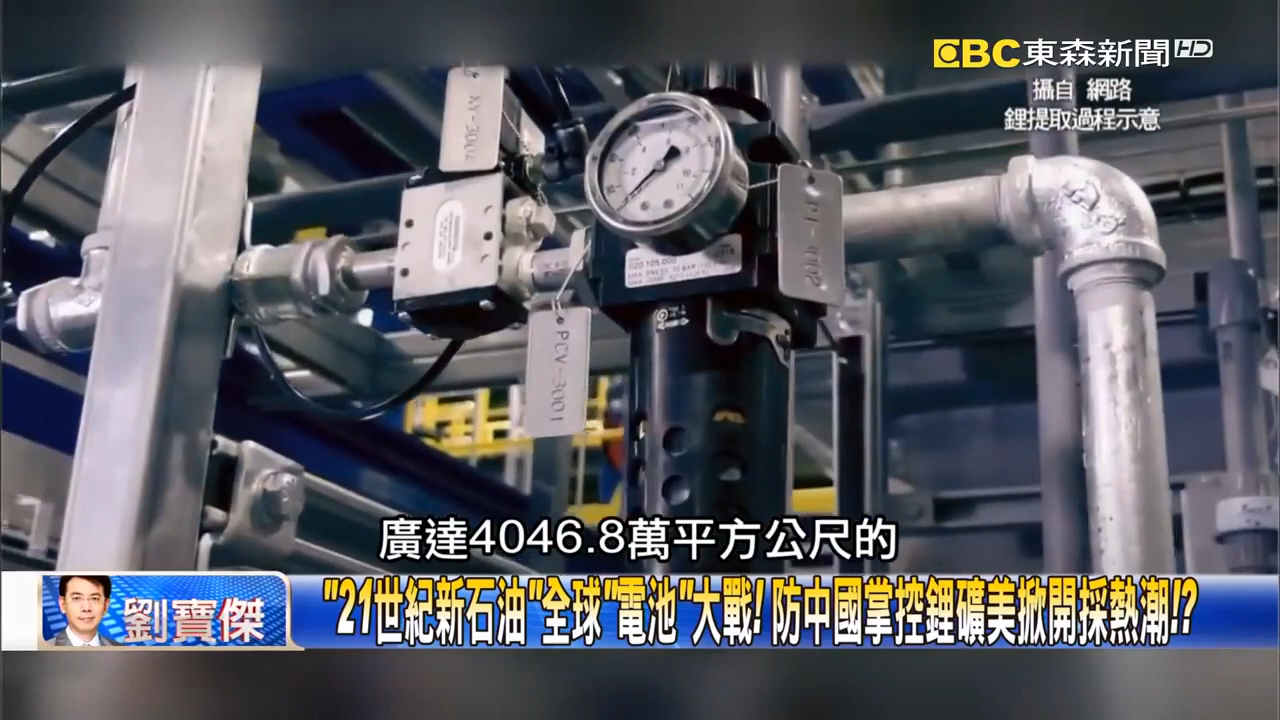 EBC東森新聞HD
攝自 網路
鋰提取過程示意
XY-3001
PCV-3001
廣達4046.8萬平方公尺的
劉寶傑
"21世紀新石油"全球"電池"大戰!防中國掌控鋰礦美掀開採熱潮!?